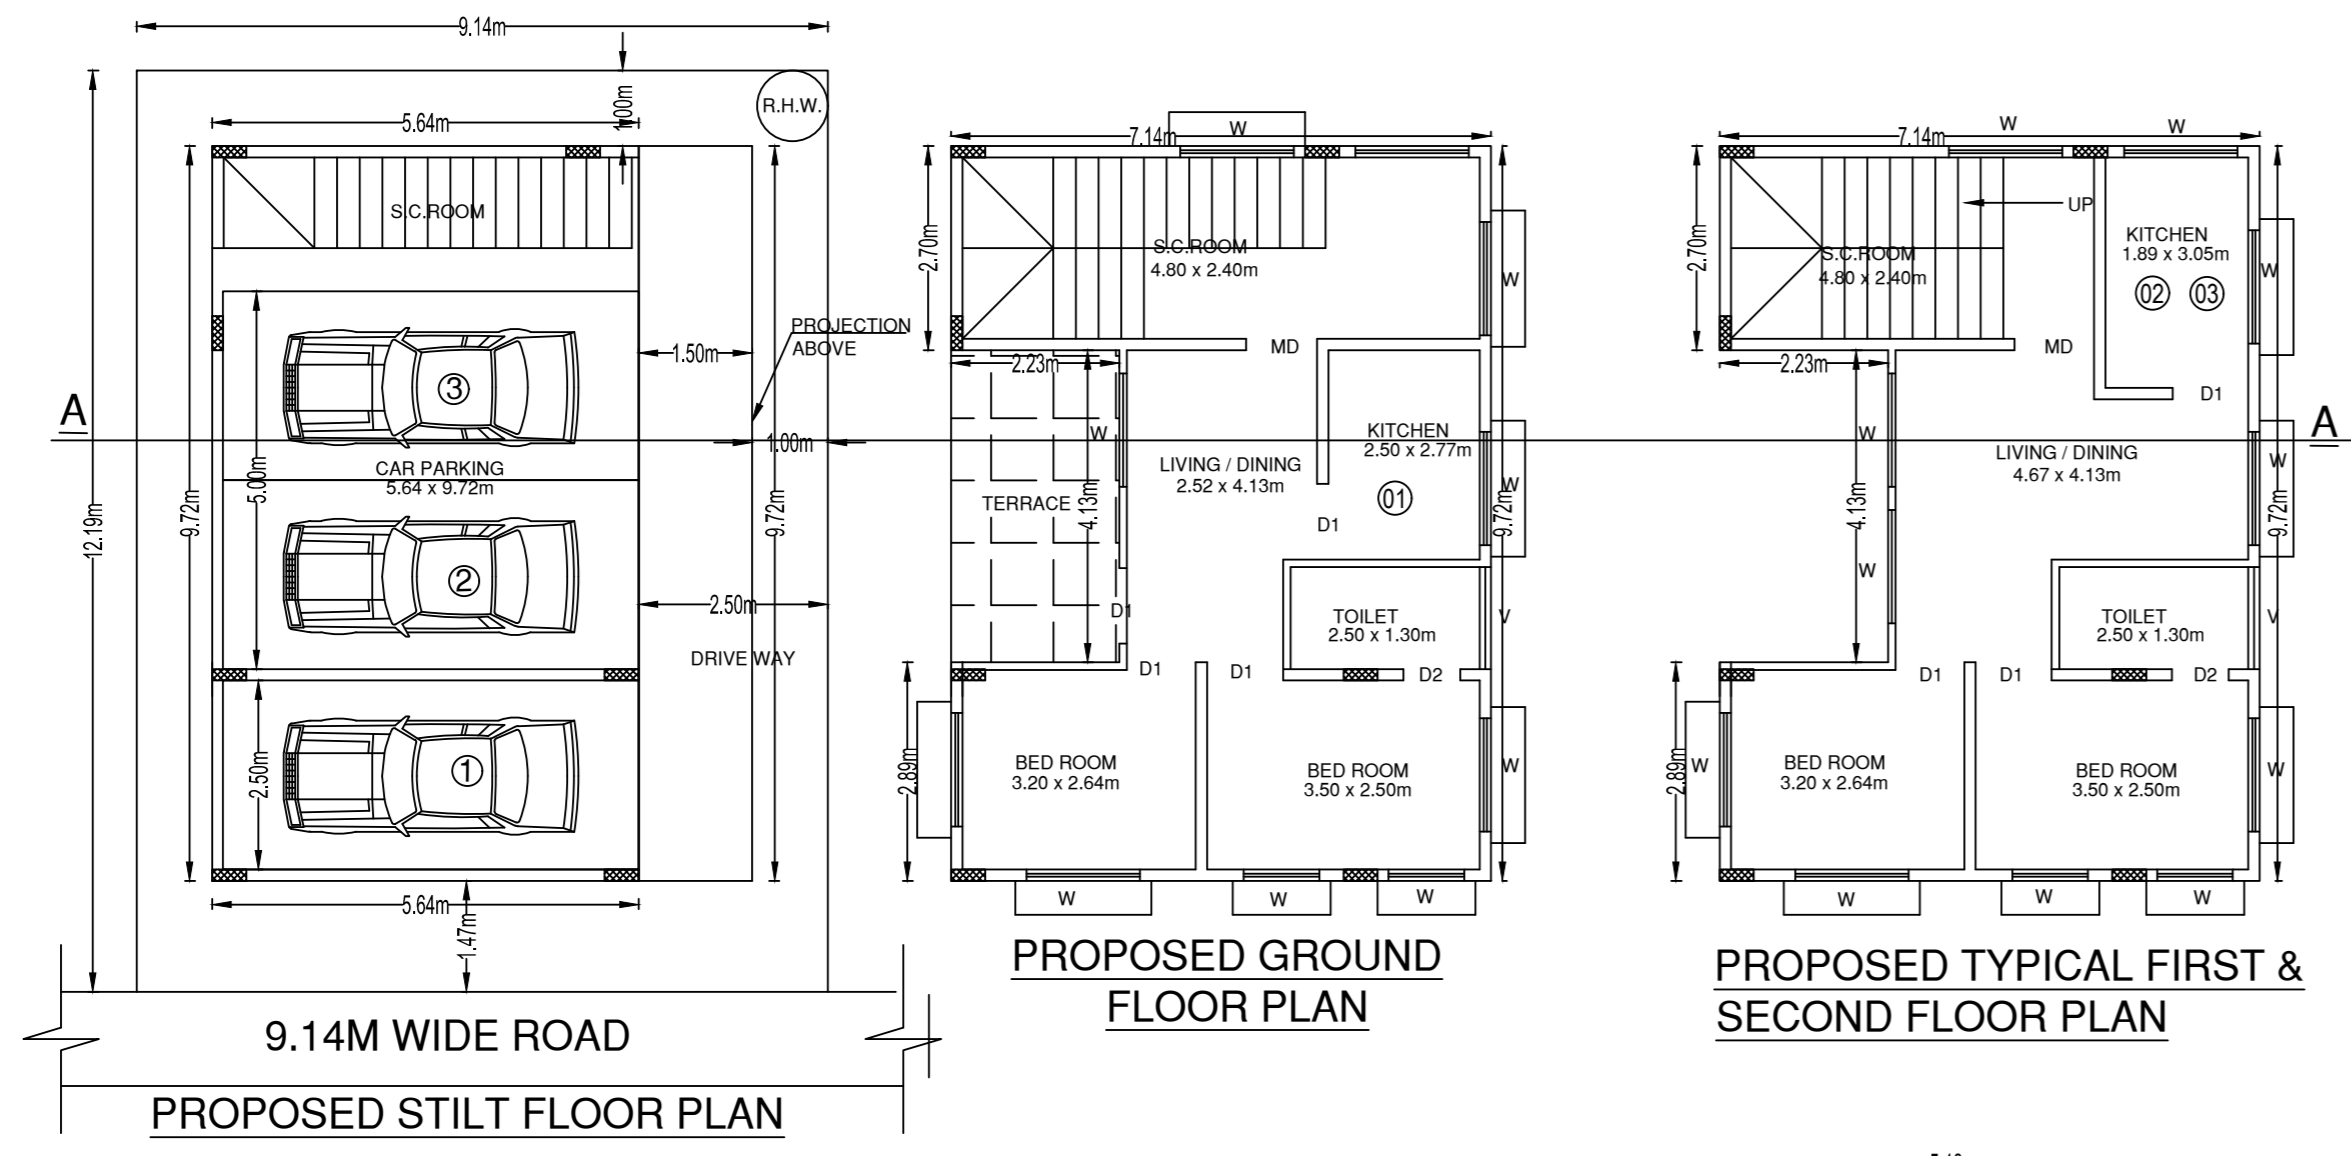 9.14m
1.00m
R.H.W.
5.64m
S.C.ROOM
PROJECTION
ABOVE
1.50m
3
A
1.00m
CAR PARKING
5.64 x 9.72m
5.00m
9.72m
9.72m
12.19m
2
2.50m
DRIVE WAY
1
2.50m
5.64m
1.47m
9.14M WIDE ROAD
PROPOSED STILT FLOOR PLAN
W
7.14m
2.70m
S.C.ROOM
4.80 x 2.40m
W
MD
2.23m
W
KITCHEN
2.50 x 2.77m
LIVING / DINING
2.52 x 4.13m
W
01
TERRACE
4.13m
9.72m
D1
D1
TOILET
2.50 x 1.30m
V
D1
D1
D2
2.89m
BED ROOM
3.20 x 2.64m
BED ROOM
3.50 x 2.50m
W
W
W
W
PROPOSED GROUND
FLOOR PLAN
W
W
7.14m
UP
2.70m
KITCHEN
1.89 x 3.05m
S.C.ROOM
4.80 x 2.40m
W
02
03
MD
2.23m
D1
A
W
LIVING / DINING
4.67 x 4.13m
W
4.13m
9.72m
W
TOILET
2.50 x 1.30m
V
D1
D1
D2
2.89m
W
BED ROOM
3.20 x 2.64m
BED ROOM
3.50 x 2.50m
W
W
W
W
PROPOSED TYPICAL FIRST &
SECOND FLOOR PLAN